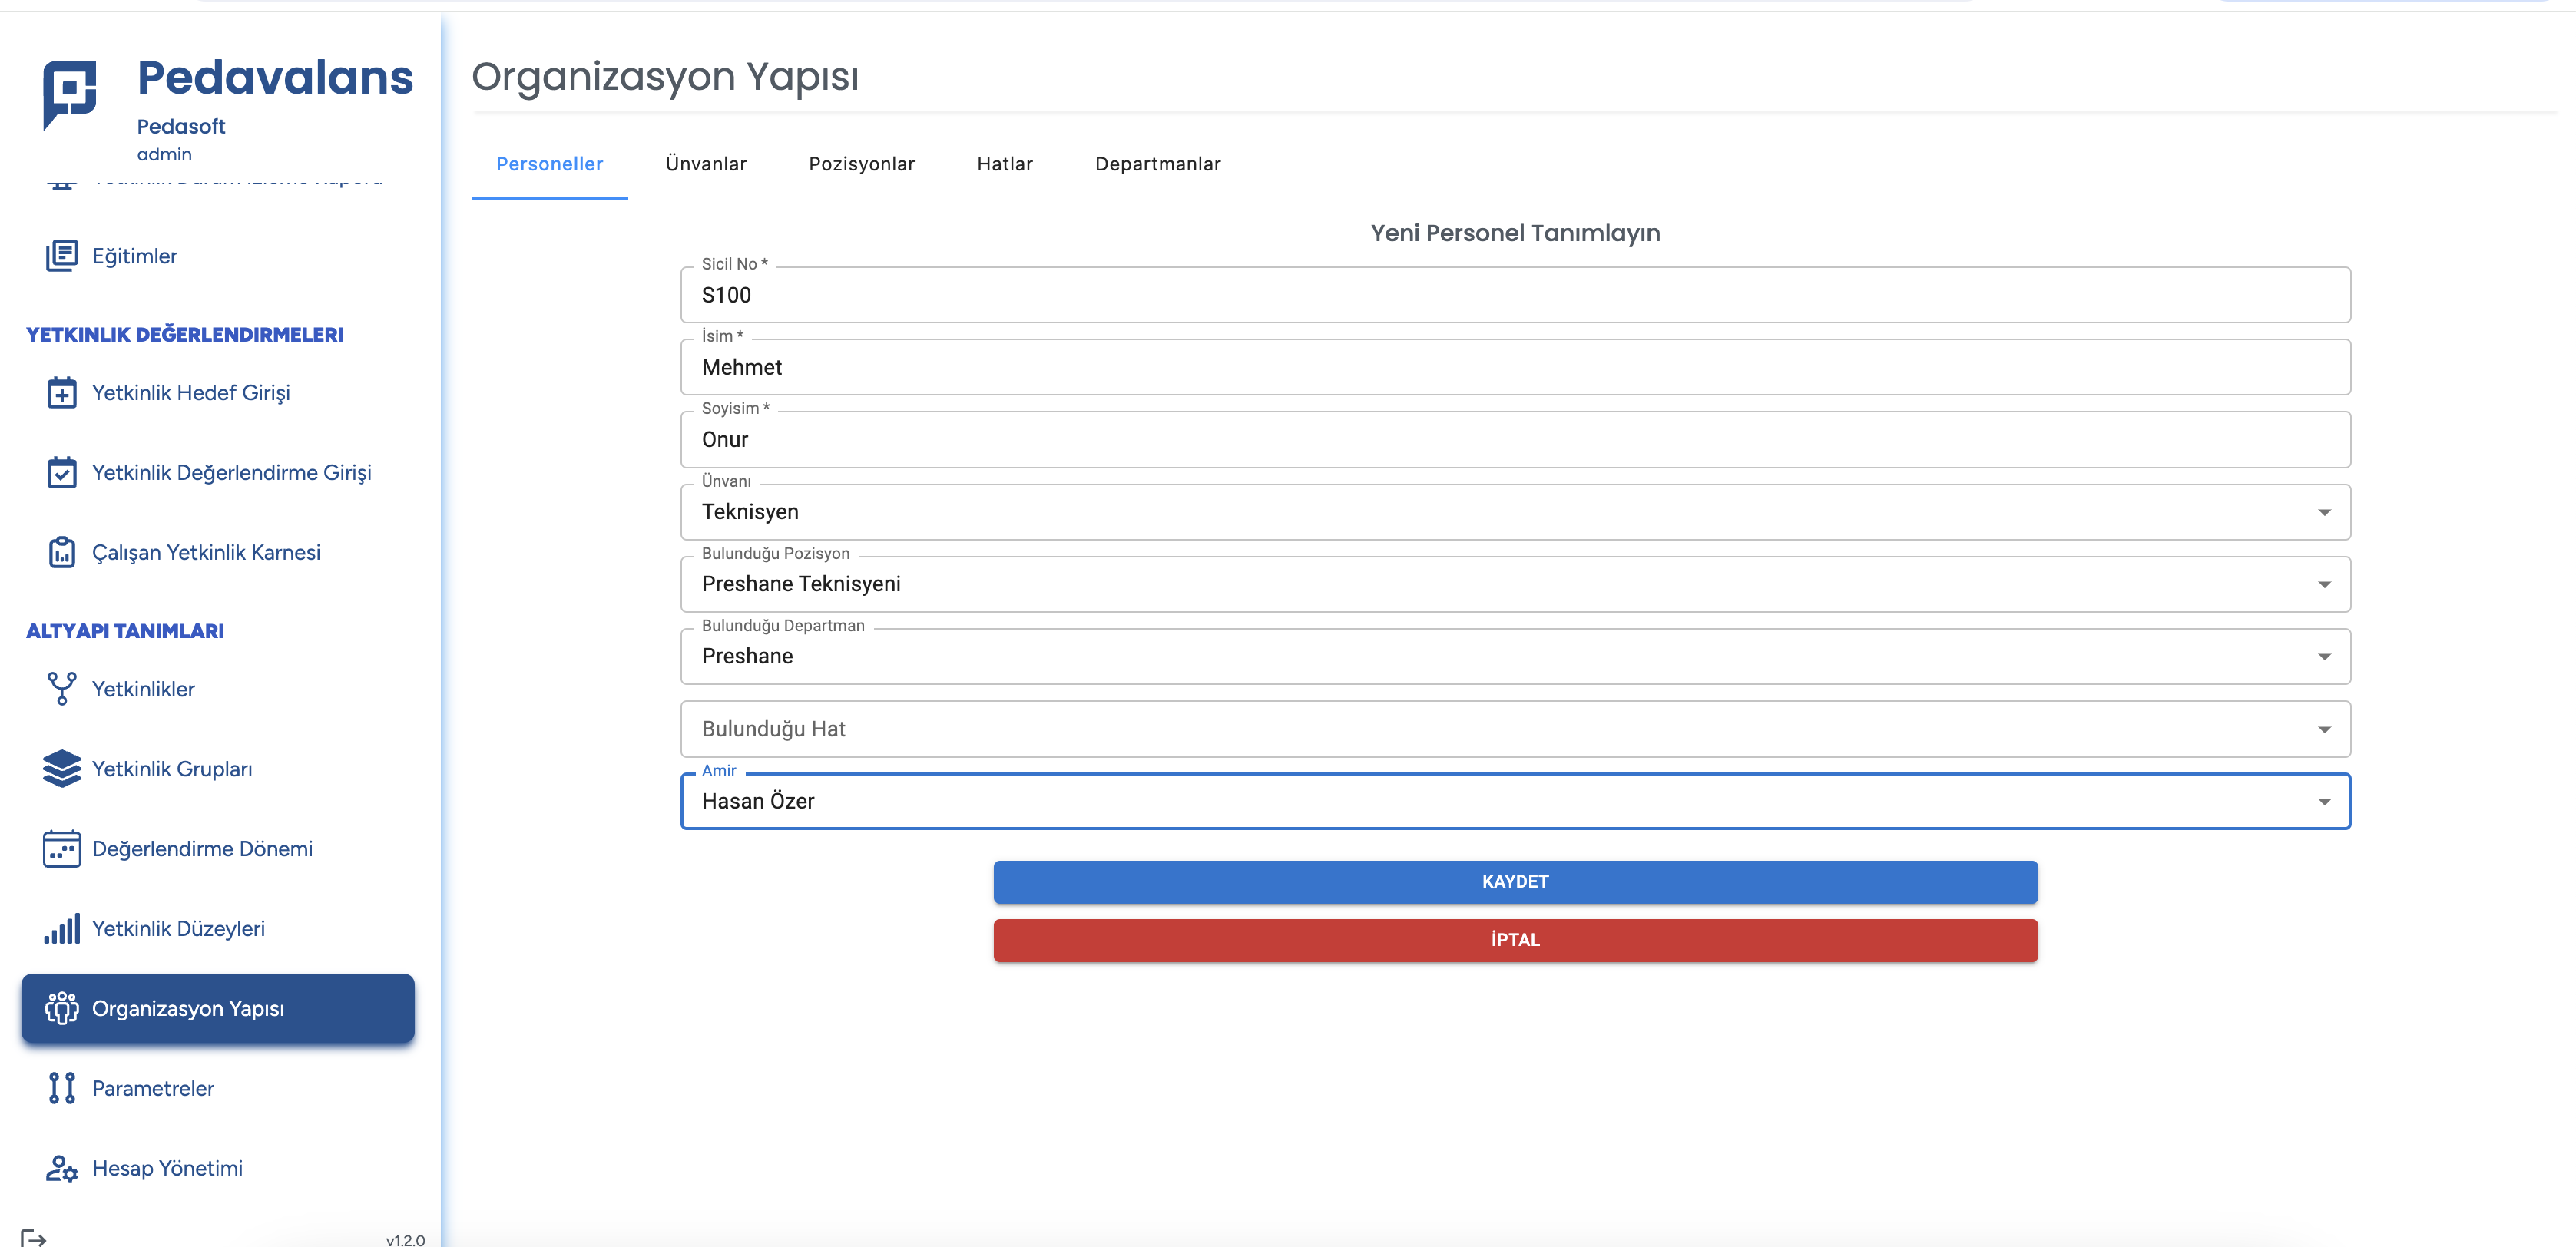 Pedavalans
Pedasoft
admin
Eğitimler
YETKINLIK DEĞERLENDIRMELERI
Yetkinlik Hedef Girişi
Yetkinlik Değerlendirme Girişi
Çalışan Yetkinlik Karnesi
ALTYAPI TANIMLARI
Yetkinlikler
Yetkinlik Grupları
Değerlendirme Dönemi
Yetkinlik Düzeyleri
Organizasyon Yapısı
Parametreler
Hesap Yönetimi
v1.2.0
Organizasyon Yapısı
Personeller Ünvanlar Pozisyonlar Hatlar Departmanlar
Yeni Personel Tanımlayın
Sicil No *
S100
İsim *
Mehmet
Soyisim *
Onur
Ünvanı
Teknisyen
Bulunduğu Pozisyon
Preshane Teknisyeni
Bulunduğu Departman
Preshane
Bulunduğu Hat
Amir
Hasan Özer
KAYDET
İPTAL